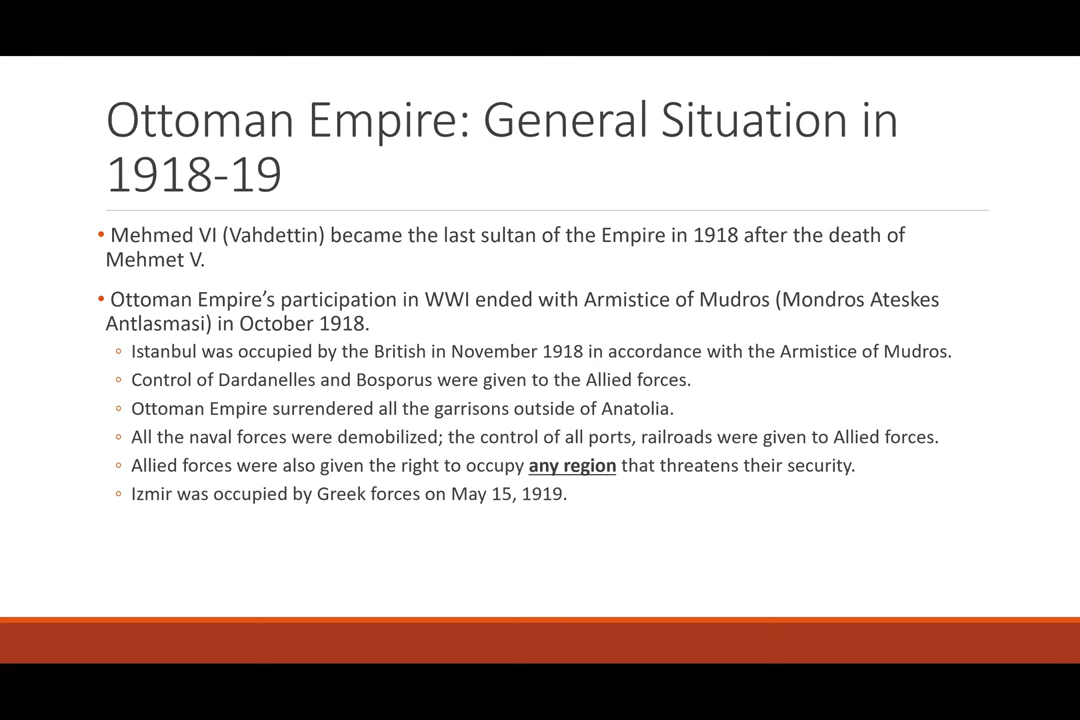 Ottoman Empire: General Situation in
1918-19
• Mehmed VI (Vahdettin) became the last sultan of the Empire in 1918 after the death of
Mehmet V.
• Ottoman Empire’s participation in WWI ended with Armistice of Mudros (Mondros Ateskes
Antlasmasi) in October 1918.
◦ Istanbul was occupied by the British in November 1918 in accordance with the Armistice of Mudros.
◦ Control of Dardanelles and Bosporus were given to the Allied forces.
◦ Ottoman Empire surrendered all the garrisons outside of Anatolia.
◦ All the naval forces were demobilized; the control of all ports, railroads were given to Allied forces.
◦ Allied forces were also given the right to occupy any region that threatens their security.
◦ Izmir was occupied by Greek forces on May 15, 1919.